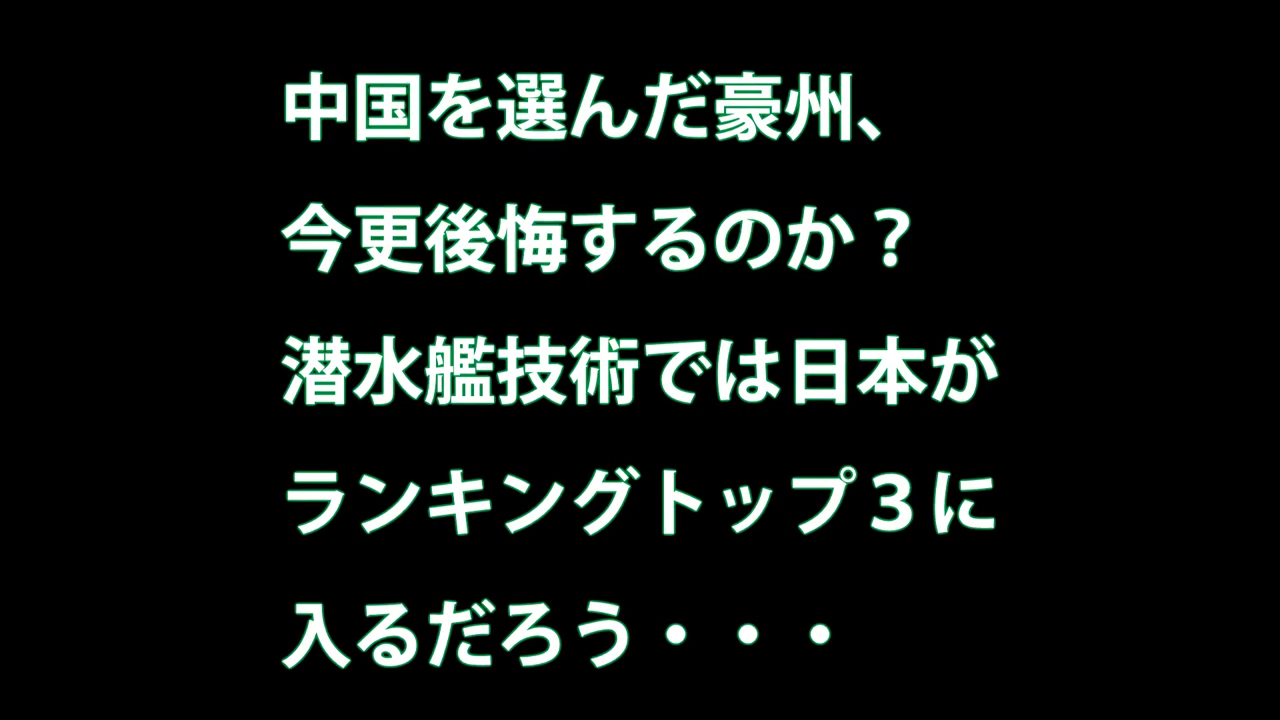 中国を選んだ豪州、
今更後悔するのか？
潜水艦技術では日本が
ランキングトップ３に
入るだろう・・・